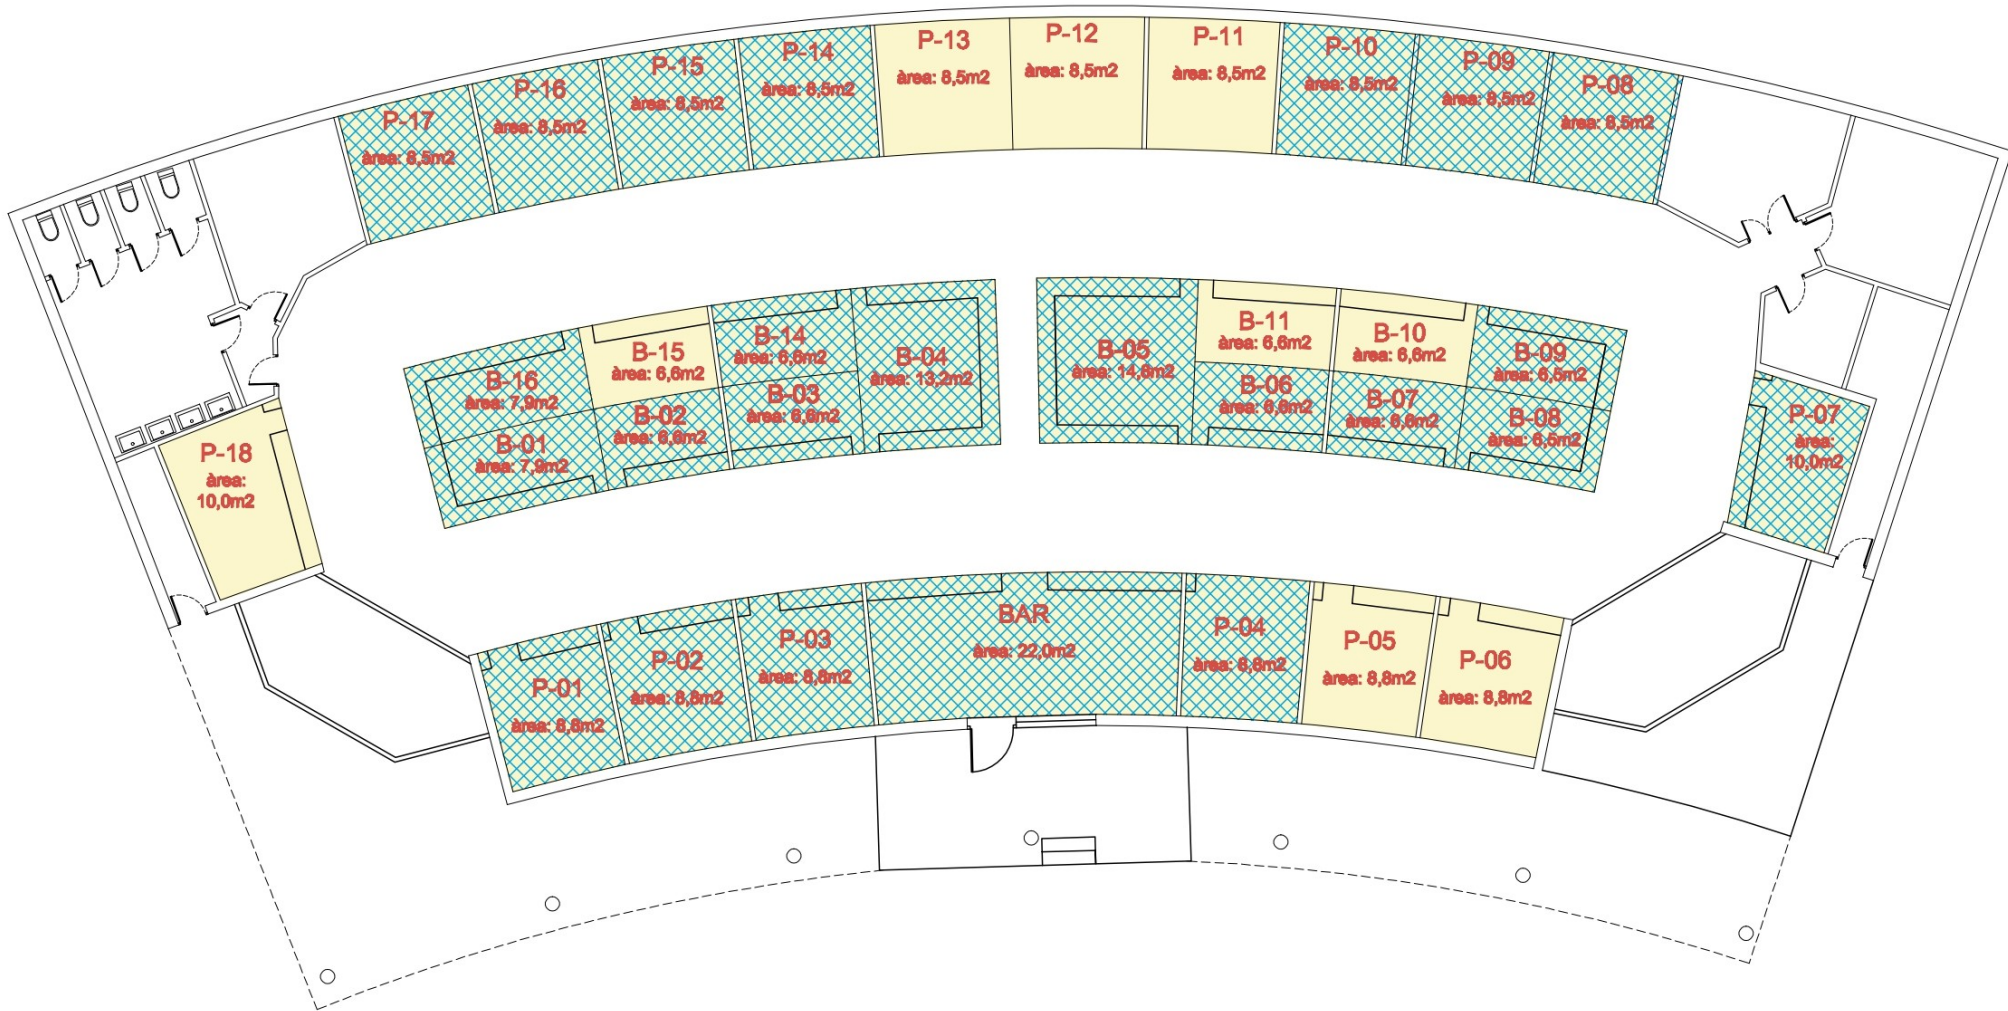 P-17
àrea: 8,5m2
P-16
àrea: 8,5m2
P-15
àrea: 8,5m2
P-14
àrea: 8,5m2
P-13
àrea: 8,5m2
P-12
àrea: 8,5m2
P-11
àrea: 8,5m2
P-10
àrea: 8,5m2
P-09
àrea: 8,5m2
P-08
àrea: 8,5m2
B-16
àrea: 7,9m2
B-15
àrea: 6,6m2
B-14
àrea: 6,6m2
B-04
àrea: 13,2m2
B-05
àrea: 14,6m2
B-11
àrea: 6,6m2
B-10
àrea: 6,6m2
B-09
àrea: 6,5m2
B-01
àrea: 7,9m2
B-02
àrea: 6,6m2
B-03
àrea: 6,6m2
B-06
àrea: 6,6m2
B-07
àrea: 6,6m2
B-08
àrea: 6,5m2
P-18
àrea:
10,0m2
P-07
àrea:
10,0m2
P-01
àrea: 8,8m2
P-02
àrea: 8,8m2
P-03
àrea: 8,8m2
BAR
àrea: 22,0m2
P-04
àrea: 8,8m2
P-05
àrea: 8,8m2
P-06
àrea: 8,8m2